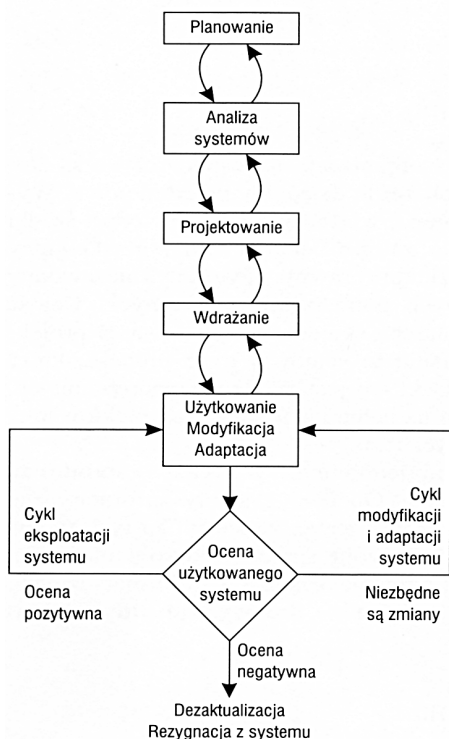 Planowanie
Analiza
systemów
Projektowanie
Wdrażanie
Użytkowanie
Modyfikacja
Adaptacja
Cykl
eksploatacji
systemu
Ocena
pozytywna
Ocena
użytkowanego
systemu
Cykl
modyfikacji
i adaptacji
systemu
Niezbędne
są zmiany
Ocena
negatywna
Dezaktualizacja
Rezygnacja z systemu